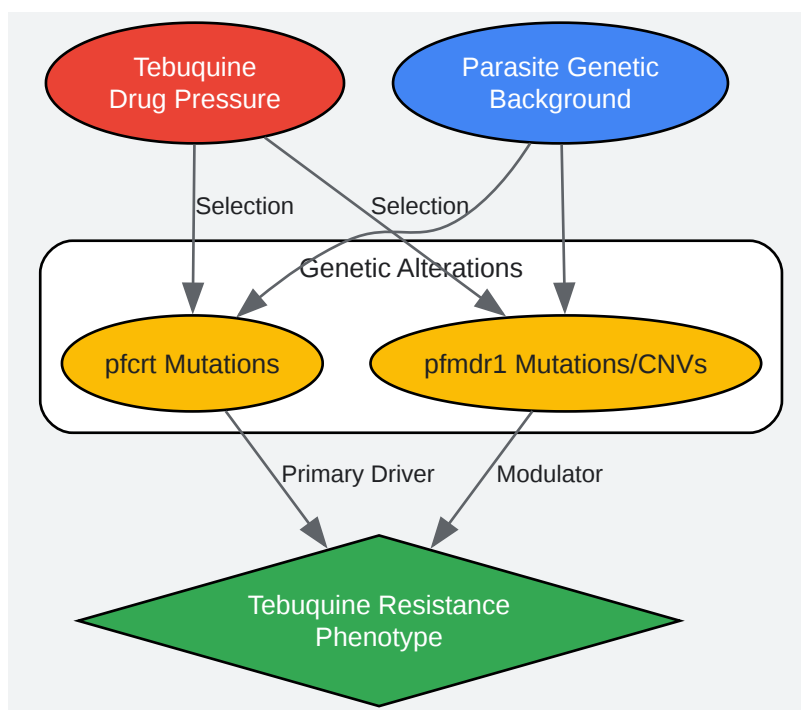 Tebuquine
Drug Pressure
Parasite Genetic
Background
Selection
Selection
Genetic Alterations
pfcrt Mutations
pfmdr1 Mutations/CNVs
Primary Driver
Modulator
Tebuquine Resistance
Phenotype